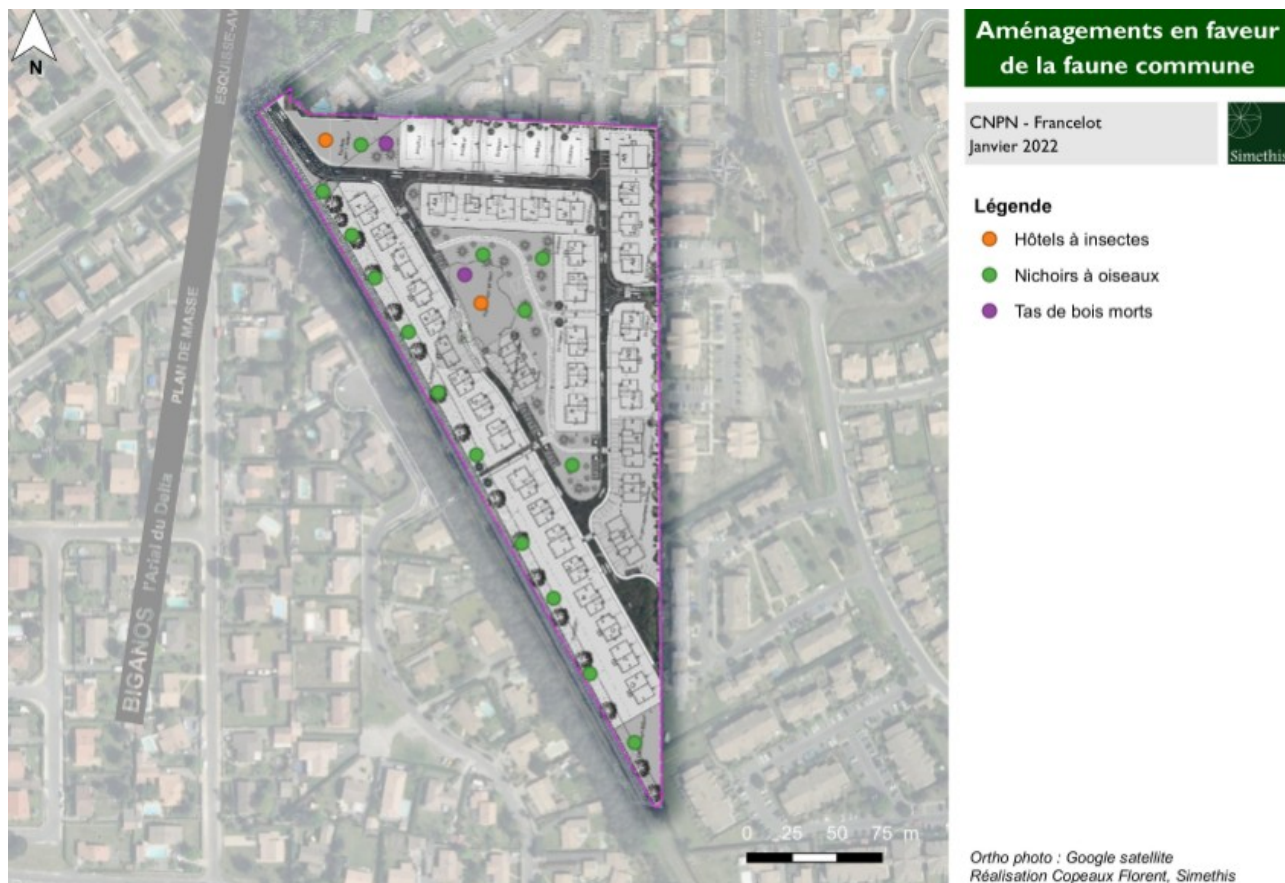 N
ESQUISSE-AV
PLAN DE MASSE
BIGANOS l'Arial du Delta
0 25 50 75 m
Aménagements en faveur
de la faune commune
CNPN - Francelot
Janvier 2022
Simethis
Légende
Hôtels à insectes
Nichoirs à oiseaux
Tas de bois morts
Ortho photo : Google satellite
Réalisation Copeaux Florent, Simethis